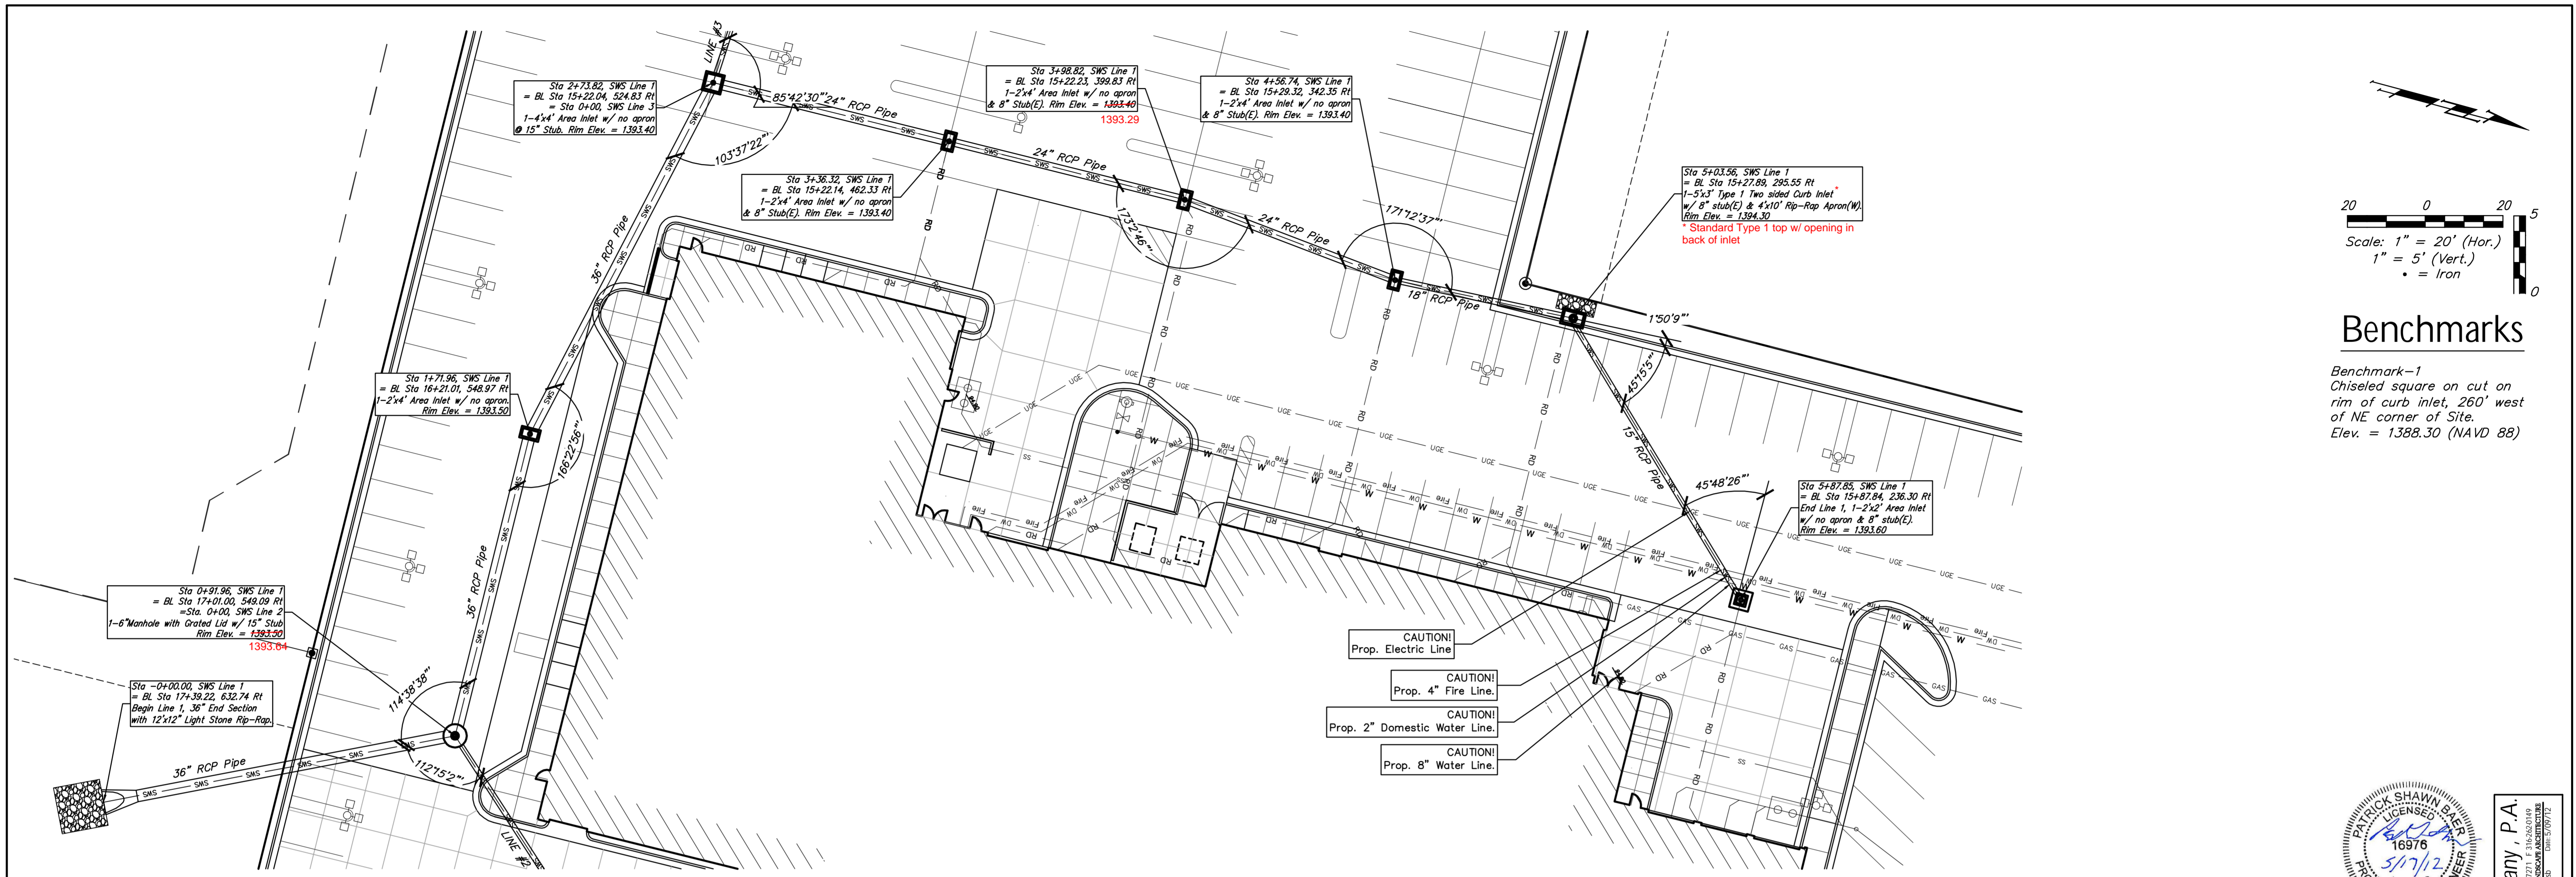 LINE #3
Sta 2+73.82, SWS Line 1
= BL Sta 15+22.04, 524.83 Rt
= Sta 0+00, SWS Line 3
1-4'x4' Area Inlet w/ no apron
@ 15" Stub. Rim Elev. = 1393.40
85°42'30"
24" RCP Pipe
103°37'22"
Sta 3+98.82, SWS Line 1
= BL Sta 15+22.23, 399.83 Rt
1-2'x4' Area Inlet w/ no apron
& 8" Stub(E). Rim Elev. = 1393.40
1393.29
Sta 4+56.74, SWS Line 1
= BL Sta 15+29.32, 342.35 Rt
1-2'x4' Area Inlet w/ no apron
& 8" Stub(E). Rim Elev. = 1393.40
Sta 3+36.32, SWS Line 1
= BL Sta 15+22.14, 462.33 Rt
1-2'x4' Area Inlet w/ no apron
& 8" Stub(E). Rim Elev. = 1393.40
24" RCP Pipe
173°2'46"
24" RCP Pipe
171°12'37"
18" RCP Pipe
Sta 5+03.56, SWS Line 1
= BL Sta 15+27.89, 295.55 Rt
1-5'x3' Type 1 Two sided Curb Inlet *
w/ 8" stub(E) & 4'x10' Rip-Rap Apron(W).
Rim Elev. = 1394.30
* Standard Type 1 top w/ opening in
back of inlet
1°50'9"
45°15'5"
15" RCP Pipe
45°48'26"
Sta 5+87.85, SWS Line 1
= BL Sta 15+87.84, 236.30 Rt
End Line 1, 1-2'x2' Area Inlet
w/ no apron & 8" stub(E).
Rim Elev. = 1393.60
20 0 20
5
0
Scale: 1" = 20' (Hor.)
1" = 5' (Vert.)
• = Iron
Benchmarks
Benchmark-1
Chiseled square on cut on
rim of curb inlet, 260' west
of NE corner of Site.
Elev. = 1388.30 (NAVD 88)
36" RCP Pipe
Sta 1+71.96, SWS Line 1
= BL Sta 16+21.01, 548.97 Rt
1-2'x4' Area Inlet w/ no apron.
Rim Elev. = 1393.50
166°22'56"
36" RCP Pipe
Sta 0+91.96, SWS Line 1
= BL Sta 17+01.00, 549.09 Rt
=Sta. 0+00, SWS Line 2
1-6"Manhole with Grated Lid w/ 15" Stub
Rim Elev. = 1393.50
1393.64
Sta -0+00.00, SWS Line 1
= BL Sta 17+39.22, 632.74 Rt
Begin Line 1, 36" End Section
with 12'x12" Light Stone Rip-Rap.
114°38'38"
36" RCP Pipe
112°15'2"
LINE #2
CAUTION!
Prop. Electric Line
CAUTION!
Prop. 4" Fire Line.
CAUTION!
Prop. 2" Domestic Water Line.
CAUTION!
Prop. 8" Water Line.
SWS
RD
UGE
Fire
DW
W
SS
GAS
PATRICK SHAWN BAER
LICENSED
16976
5/17/12
any, P.A.